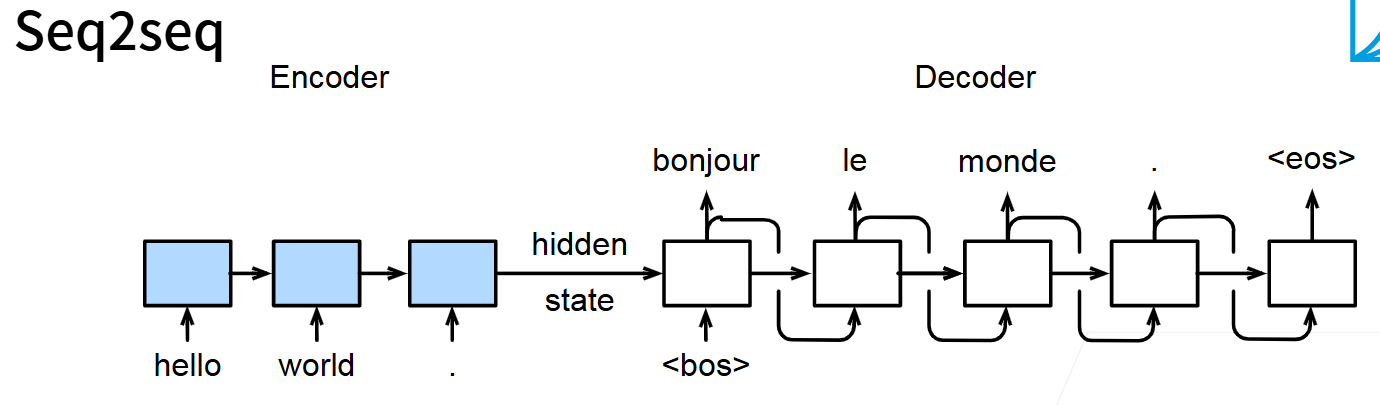 Seq2seq
Encoder
Decoder
bonjour le monde . <eos>
hidden
state
hello world . <bos>